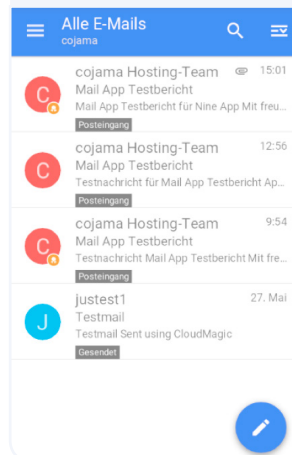 Alle E-Mails
cojama
C
cojama Hosting-Team 15:01
Mail App Testbericht
Mail App Testbericht für Nine App Mit freu...
Posteingang
C
cojama Hosting-Team 12:56
Mail App Testbericht
Testnachricht für Mail App Testbericht Ap...
Posteingang
C
cojama Hosting-Team 9:54
Mail App Testbericht
Testnachricht Mail App Testbericht Mit fre...
Posteingang
J
justest1 27. Mai
Testmail
Testmail Sent using CloudMagic
Gesendet